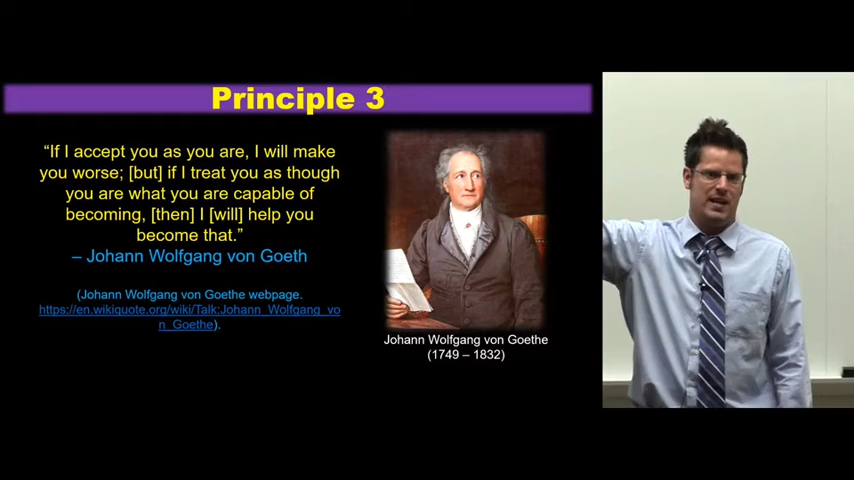 Principle 3
“If I accept you as you are, I will make
you worse; [but] if I treat you as though
you are what you are capable of
becoming, [then] I [will] help you
become that.”
– Johann Wolfgang von Goeth
(Johann Wolfgang von Goethe webpage.
https://en.wikiquote.org/wiki/Talk:Johann_Wolfgang_vo
n_Goethe).
Johann Wolfgang von Goethe
(1749 – 1832)